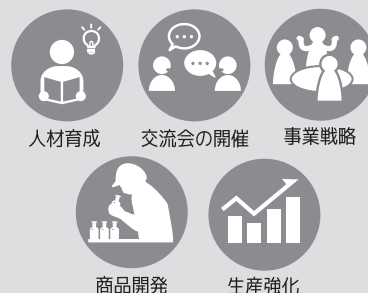 人材育成
交流会の開催
事業戦略
商品開発
生産強化